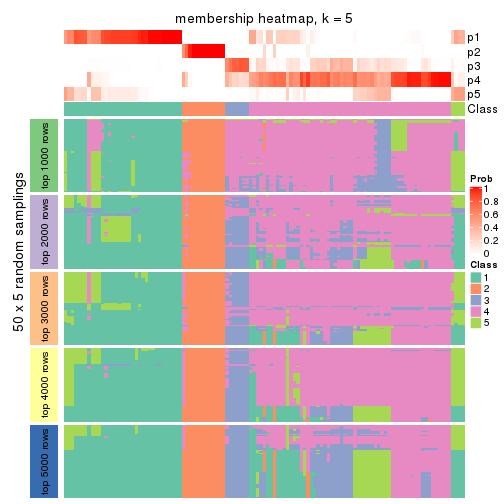 membership heatmap, k = 5
p1
p2
p3
p4
p5
Class
50 x 5 random samplings
top 1000 rows
top 2000 rows
top 3000 rows
top 4000 rows
top 5000 rows
Prob
1
0.8
0.6
0.4
0.2
0
Class
1
2
3
4
5